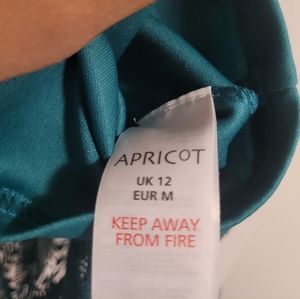 APRICOT
UK 12
EUR M
KEEP AWAY
FROM FIRE